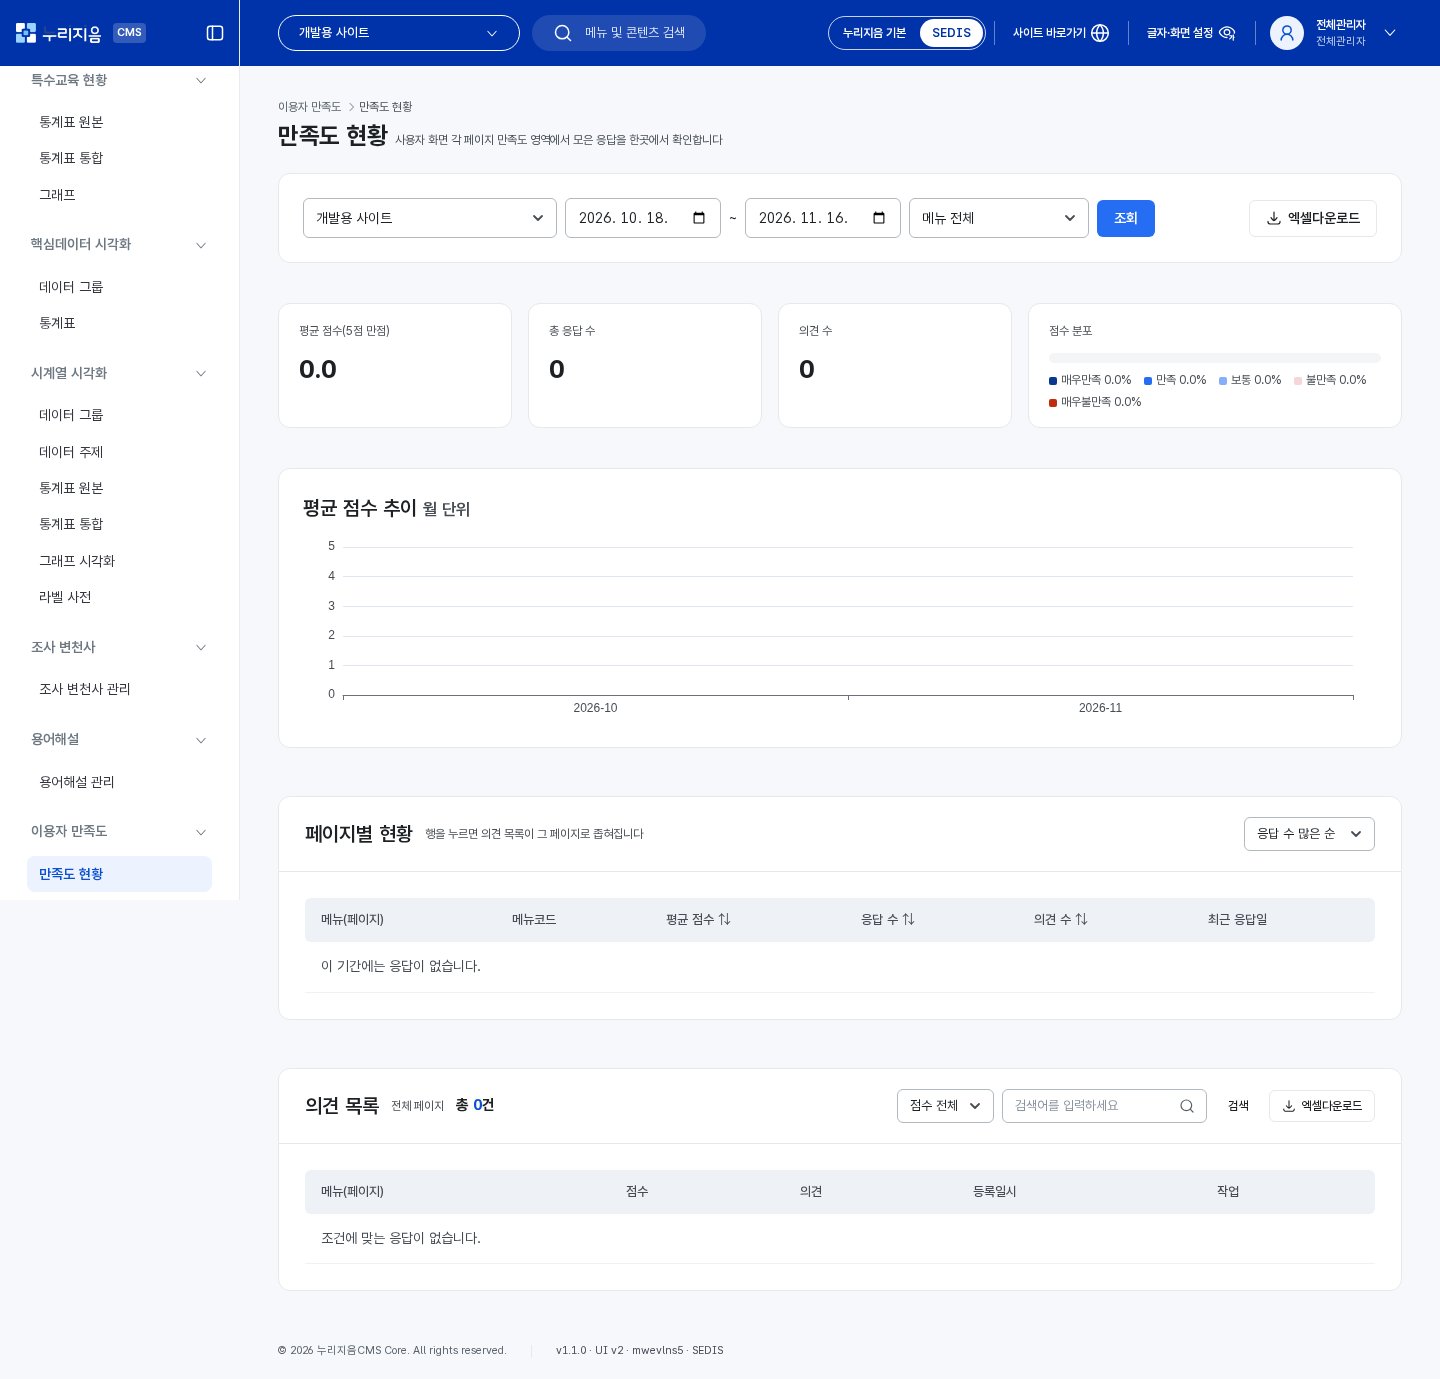 누리지음 CMS
개발용 사이트
메뉴 및 콘텐츠 검색
누리지음 기본 SEDIS
사이트 바로가기
글자·화면 설정
전체관리자
전체관리자
특수교육 현황
통계표 원본
통계표 통합
그래프
핵심데이터 시각화
데이터 그룹
통계표
시계열 시각화
데이터 그룹
데이터 주제
통계표 원본
통계표 통합
그래프 시각화
라벨 사전
조사 변천사
조사 변천사 관리
용어해설
용어해설 관리
이용자 만족도
만족도 현황
이용자 만족도 > 만족도 현황
만족도 현황 사용자 화면 각 페이지 만족도 영역에서 모은 응답을 한곳에서 확인합니다
개발용 사이트 2026. 10. 18. ~ 2026. 11. 16. 메뉴 전체 조회 엑셀다운로드
평균 점수(5점 만점)
0.0
총 응답 수
0
의견 수
0
점수 분포
매우만족 0.0% 만족 0.0% 보통 0.0% 불만족 0.0%
매우불만족 0.0%
평균 점수 추이 월 단위
5
4
3
2
1
0
2026-10 2026-11
페이지별 현황 행을 누르면 의견 목록이 그 페이지로 좁혀집니다 응답 수 많은 순
메뉴(페이지) 메뉴코드 평균 점수 응답 수 의견 수 최근 응답일
이 기간에는 응답이 없습니다.
의견 목록 전체 페이지 총 0건 점수 전체 검색어를 입력하세요 검색 엑셀다운로드
메뉴(페이지) 점수 의견 등록일시 작업
조건에 맞는 응답이 없습니다.
© 2026 누리지음CMS Core. All rights reserved. v1.1.0 · UI v2 · mwevlns5 · SEDIS